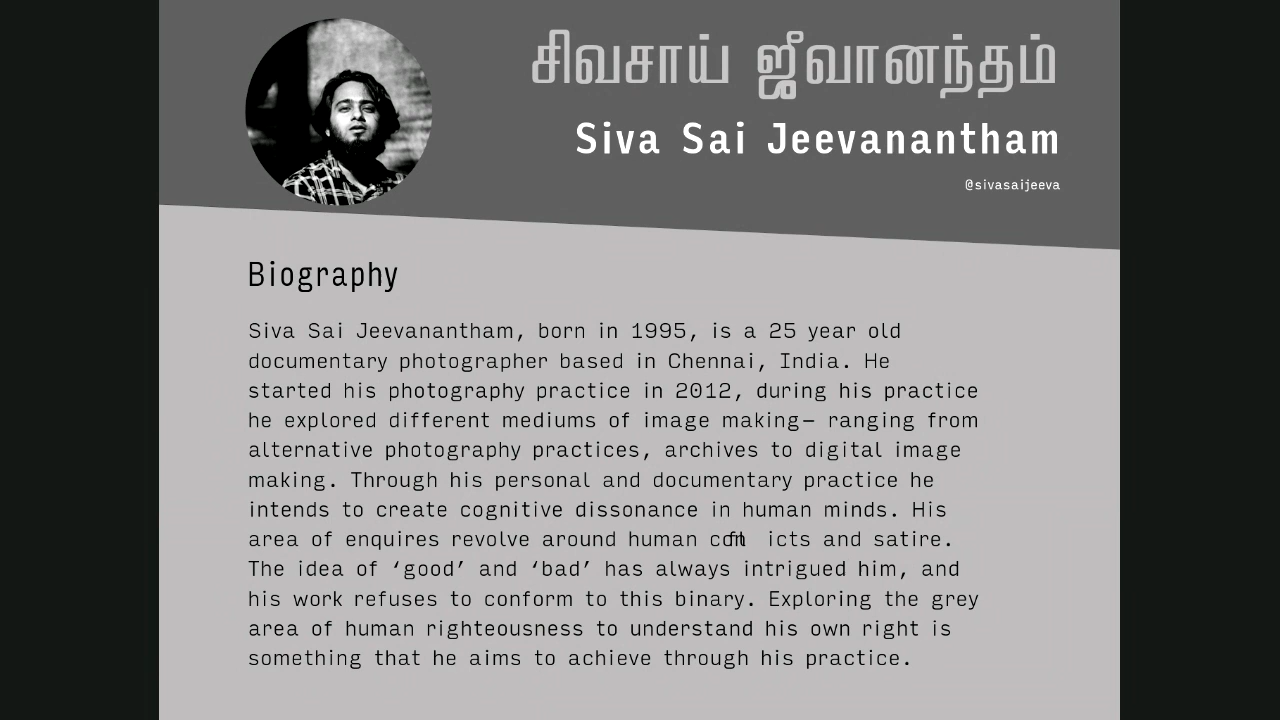 சிவசாய் ஜீவானந்தம்
Siva Sai Jeevanantham
@sivasaijeeva
Biography
Siva Sai Jeevanantham, born in 1995, is a 25 year old
documentary photographer based in Chennai, India. He
started his photography practice in 2012, during his practice
he explored different mediums of image making– ranging from
alternative photography practices, archives to digital image
making. Through his personal and documentary practice he
intends to create cognitive dissonance in human minds. His
area of enquires revolve around human conflicts and satire.
The idea of ‘good’ and ‘bad’ has always intrigued him, and
his work refuses to conform to this binary. Exploring the grey
area of human righteousness to understand his own right is
something that he aims to achieve through his practice.